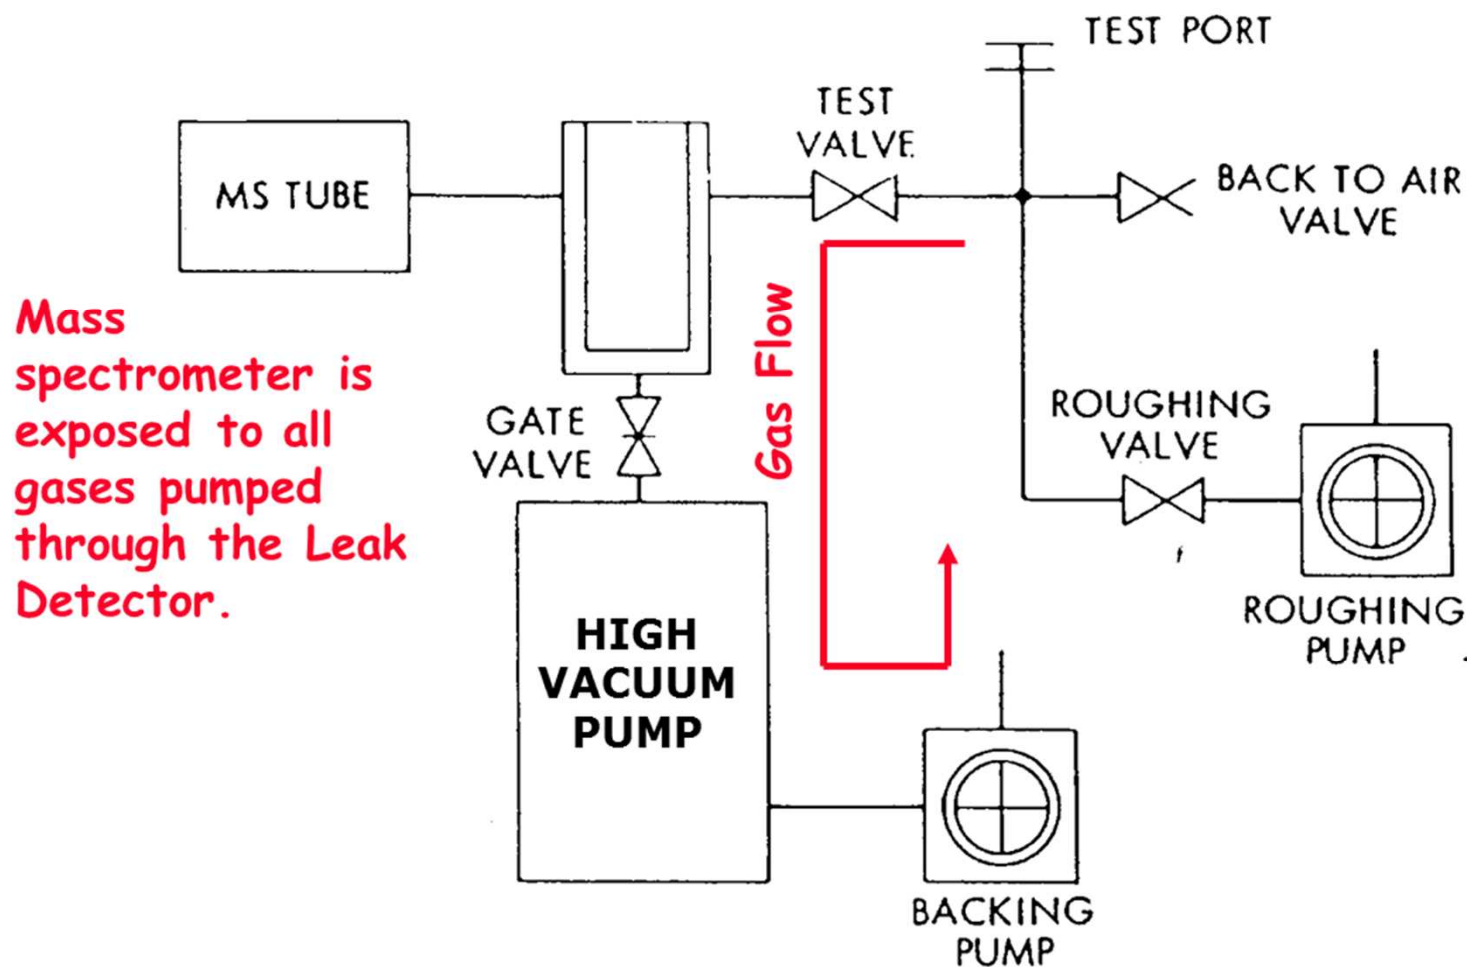 TEST PORT
TEST
VALVE
MS TUBE
BACK TO AIR
VALVE
Mass
spectrometer is
exposed to all
gases pumped
through the Leak
Detector.
Gas Flow
GATE
VALVE
ROUGHING
VALVE
HIGH
VACUUM
PUMP
ROUGHING
PUMP
BACKING
PUMP